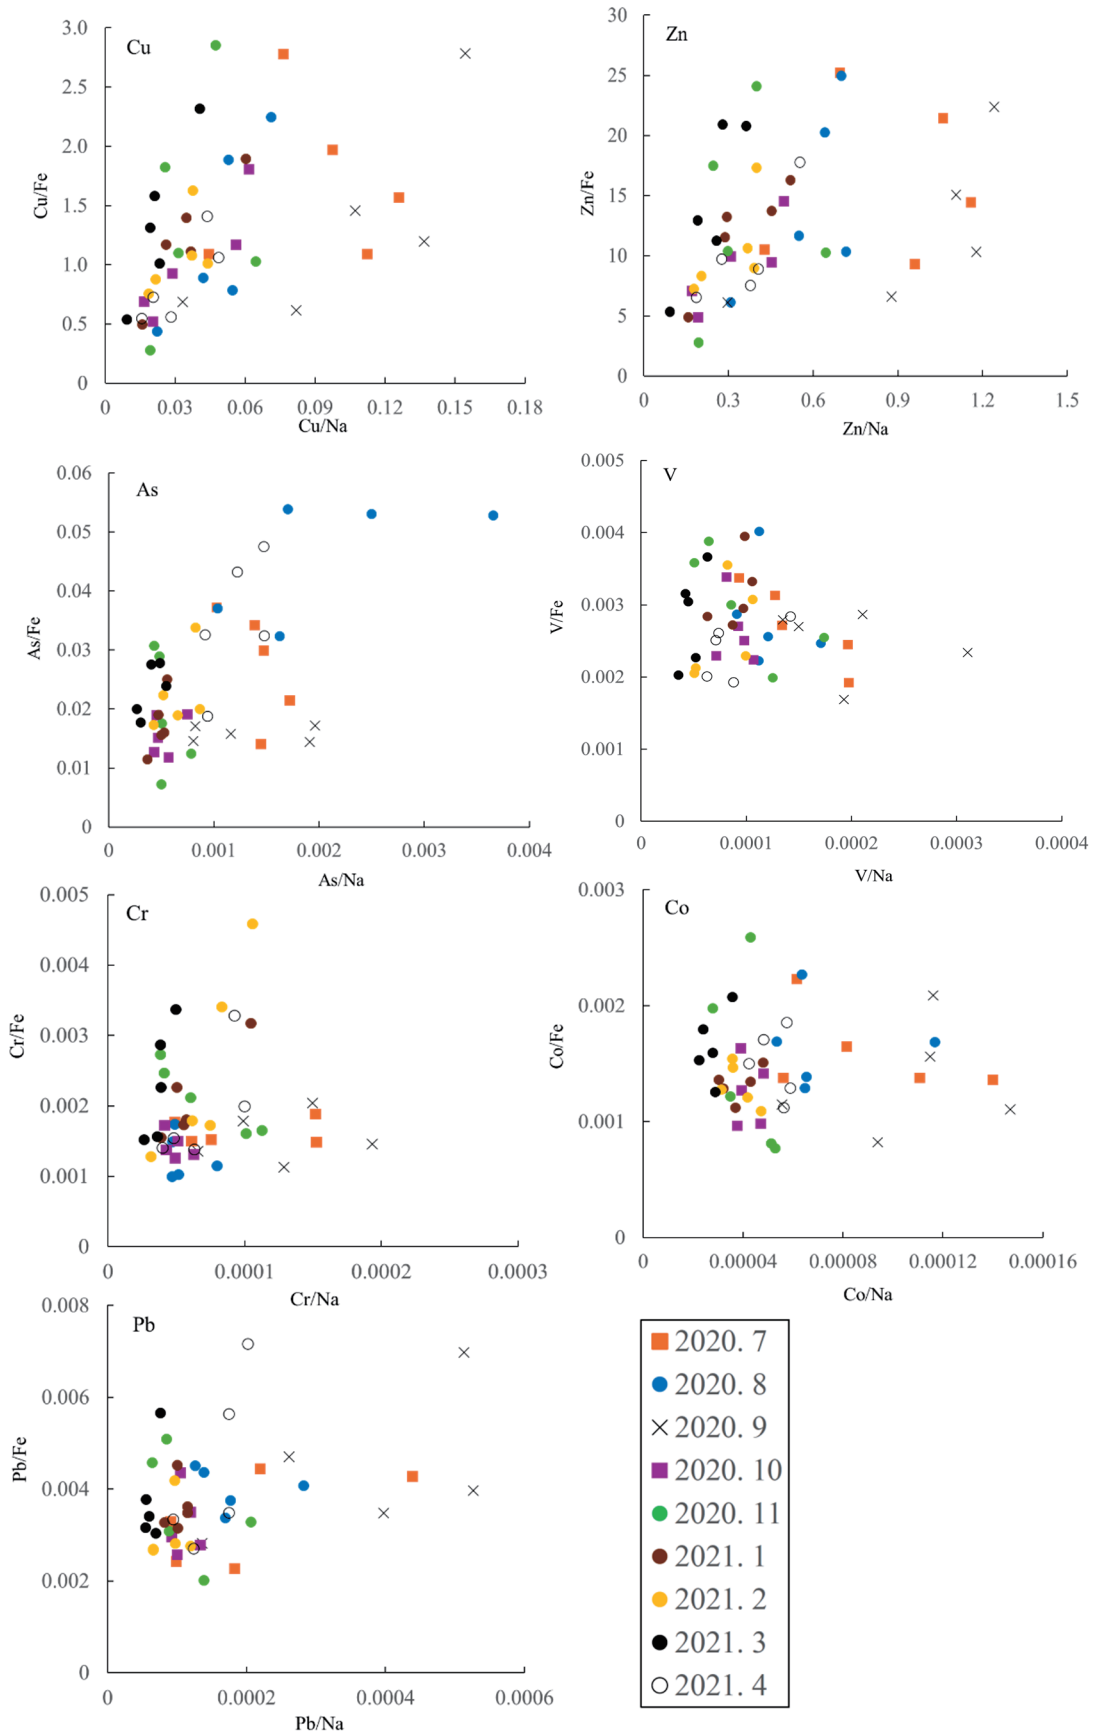 Cu
3.0
2.5
2.0
1.5
1.0
0.5
0
Cu/Fe
0 0.03 0.06 0.09 0.12 0.15 0.18
Cu/Na
Zn
30
25
20
15
10
5
0
Zn/Fe
0 0.3 0.6 0.9 1.2 1.5
Zn/Na
As
0.06
0.05
0.04
0.03
0.02
0.01
0
As/Fe
0 0.001 0.002 0.003 0.004
As/Na
V
0.005
0.004
0.003
0.002
0.001
0
V/Fe
0 0.0001 0.0002 0.0003 0.0004
V/Na
Cr
0.005
0.004
0.003
0.002
0.001
0
Cr/Fe
0 0.0001 0.0002 0.0003
Cr/Na
Co
0.003
0.002
0.001
0
Co/Fe
0 0.00004 0.00008 0.00012 0.00016
Co/Na
Pb
0.008
0.006
0.004
0.002
0
Pb/Fe
0 0.0002 0.0004 0.0006
Pb/Na
2020. 7
2020. 8
2020. 9
2020. 10
2020. 11
2021. 1
2021. 2
2021. 3
2021. 4